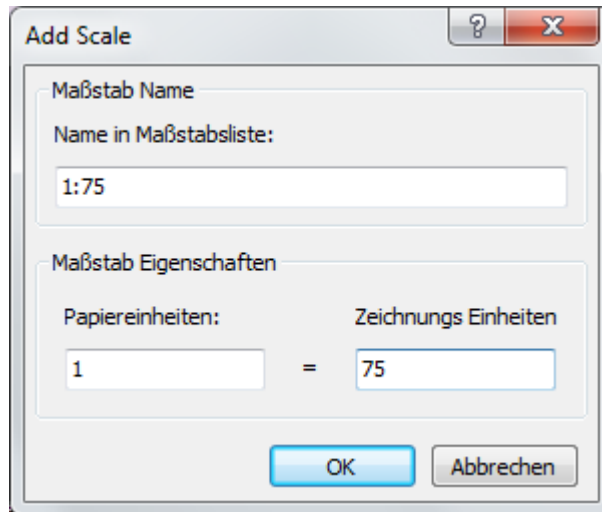 Add Scale
Maßstab Name
Name in Maßstabsliste:
1:75
Maßstab Eigenschaften
Papiereinheiten: Zeichnungs Einheiten
1 = 75
OK Abbrechen